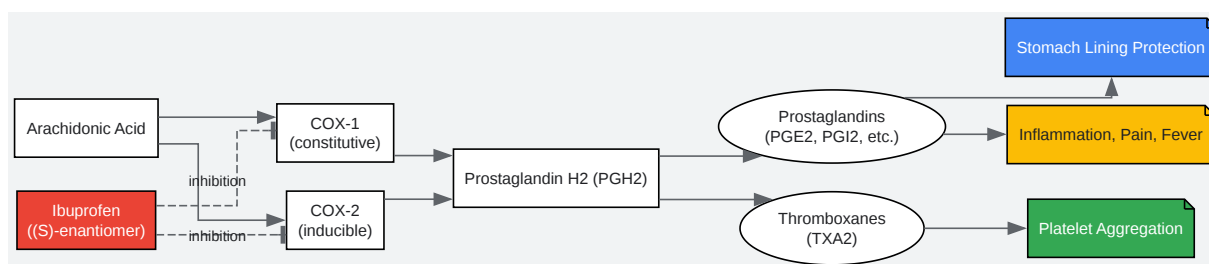 Stomach Lining Protection
Arachidonic Acid
COX-1
(constitutive)
Prostaglandins
(PGE2, PGI2, etc.)
Inflammation, Pain, Fever
inhibition
Prostaglandin H2 (PGH2)
Ibuprofen
((S)-enantiomer)
inhibition
COX-2
(inducible)
Thromboxanes
(TXA2)
Platelet Aggregation